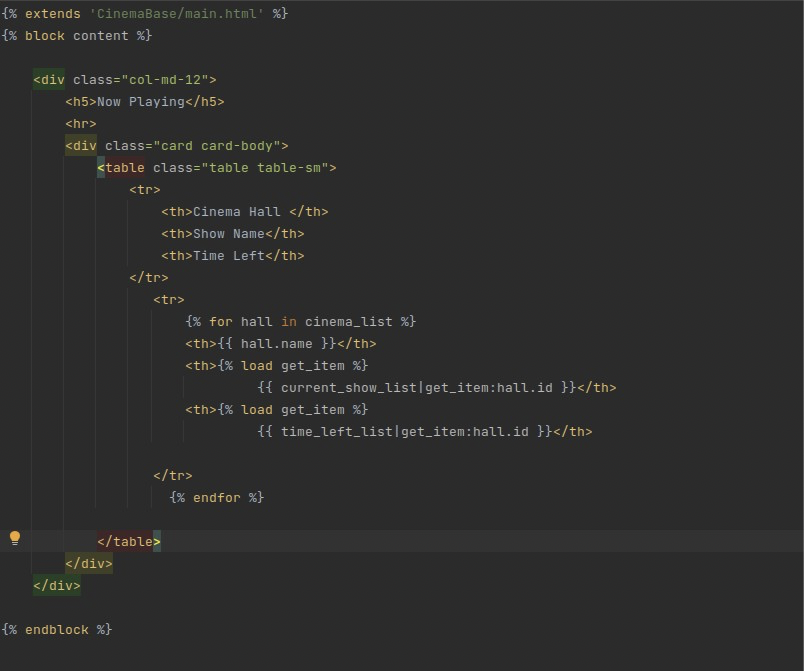 {% extends 'CinemaBase/main.html' %}
{% block content %}
<div class="col-md-12">
<h5>Now Playing</h5>
<hr>
<div class="card card-body">
<table class="table table-sm">
<tr>
<th>Cinema Hall </th>
<th>Show Name</th>
<th>Time Left</th>
</tr>
<tr>
{% for hall in cinema_list %}
<th>{{ hall.name }}</th>
<th>{% load get_item %}
{{ current_show_list|get_item:hall.id }}</th>
<th>{% load get_item %}
{{ time_left_list|get_item:hall.id }}</th>
</tr>
{% endfor %}
</table>
</div>
</div>
{% endblock %}